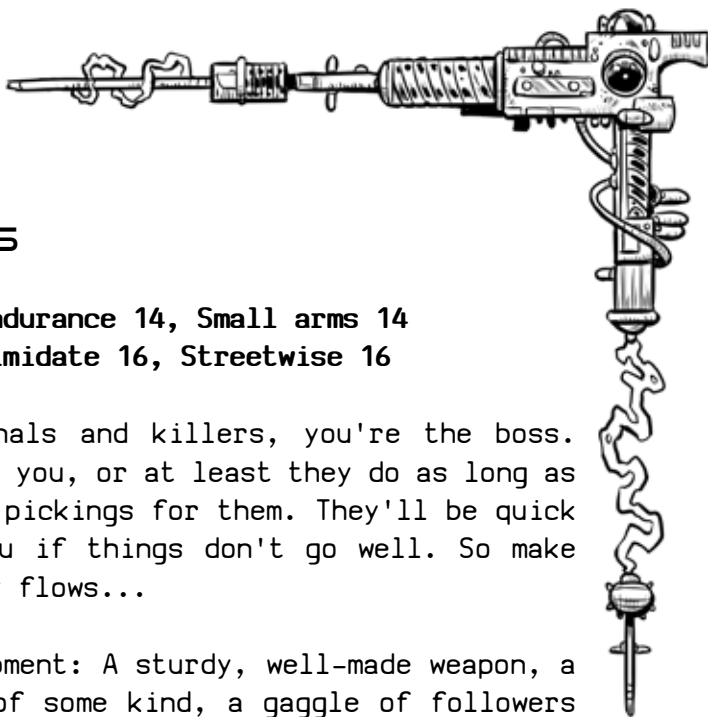 s
ndurance 14, Small arms 14
imidate 16, Streetwise 16
nals and killers, you're the boss.
you, or at least they do as long as
pickings for them. They'll be quick
u if things don't go well. So make
flows...
oment: A sturdy, well-made weapon, a
of some kind, a gaggle of followers